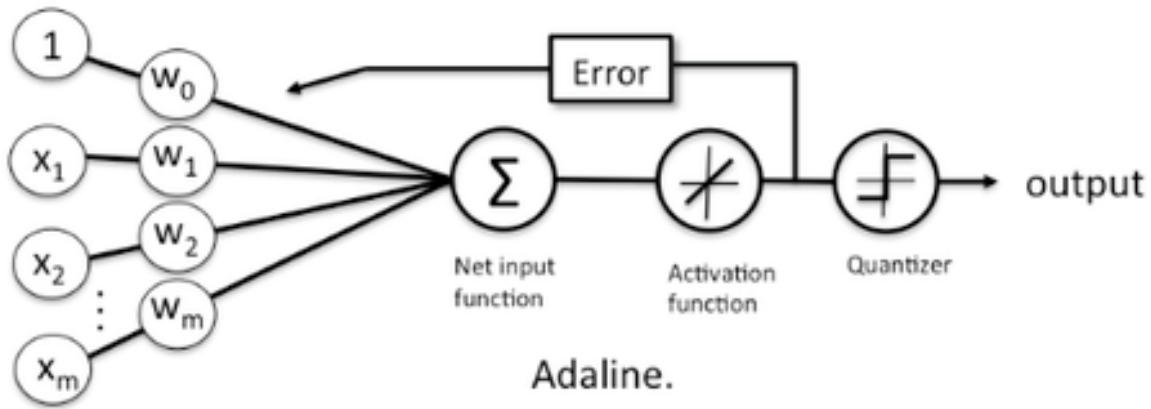 1
w₀
Error
x₁
w₁
Σ
output
x₂
w₂
Net input
function
Activation
function
Quantizer
⋮
wₘ
xₘ
Adaline.